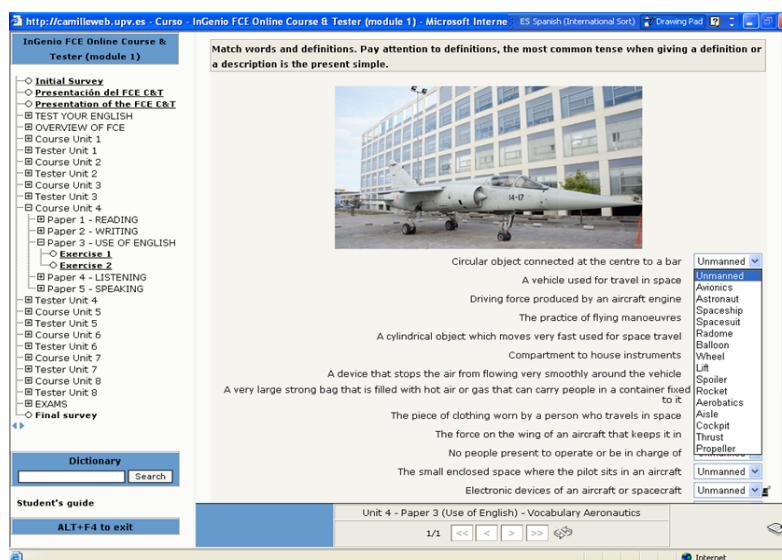 http://camilleweb.upv.es - Curso - InGenio FCE Online Course & Tester (module 1) - Microsoft Interne
ES Spanish (International Sort)
Drawing Pad
InGenio FCE Online Course &
Tester (module 1)
Initial Survey
Presentación del FCE C&T
Presentation of the FCE C&T
TEST YOUR ENGLISH
OVERVIEW OF FCE
Course Unit 1
Tester Unit 1
Course Unit 2
Tester Unit 2
Course Unit 3
Tester Unit 3
Course Unit 4
Paper 1 - READING
Paper 2 - WRITING
Paper 3 - USE OF ENGLISH
Exercise 1
Exercise 2
Paper 4 - LISTENING
Paper 5 - SPEAKING
Tester Unit 4
Course Unit 5
Tester Unit 5
Course Unit 6
Tester Unit 6
Course Unit 7
Tester Unit 7
Course Unit 8
Tester Unit 8
EXAMS
Final survey
Dictionary
Search
Student's guide
ALT+F4 to exit
Match words and definitions. Pay attention to definitions, the most common tense when giving a definition or
a description is the present simple.
14-17
Circular object connected at the centre to a bar
Unmanned
A vehicle used for travel in space
Driving force produced by an aircraft engine
The practice of flying manoeuvres
A cylindrical object which moves very fast used for space travel
Compartment to house instruments
A device that stops the air from flowing very smoothly around the vehicle
A very large strong bag that is filled with hot air or gas that can carry people in a container fixed
to it
The piece of clothing worn by a person who travels in space
The force on the wing of an aircraft that keeps it in
No people present to operate or be in charge of
The small enclosed space where the pilot sits in an aircraft
Unmanned
Electronic devices of an aircraft or spacecraft
Unmanned
Unmanned
Avionics
Astronaut
Spaceship
Spacesuit
Radome
Balloon
Wheel
Lift
Spoiler
Rocket
Aerobatics
Aisle
Cockpit
Thrust
Propeller
Unit 4 - Paper 3 (Use of English) - Vocabulary Aeronautics
1/1
<<
<
>
>>
Internet